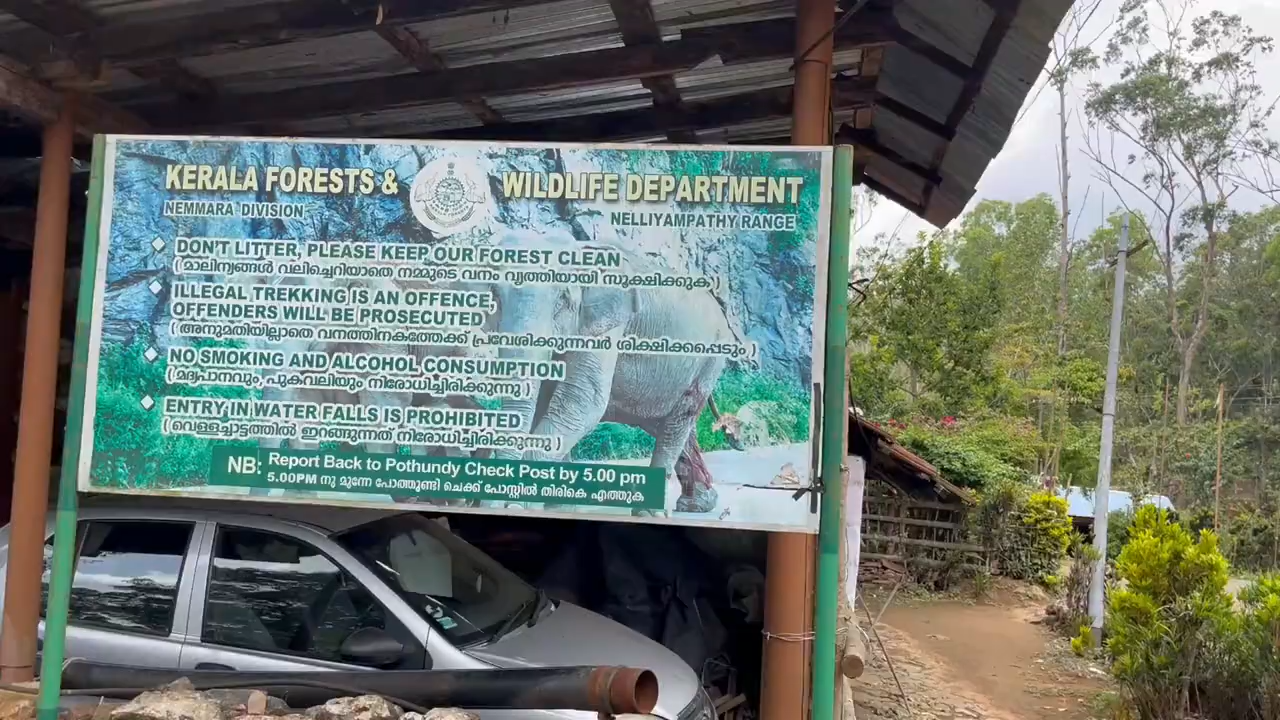 KERALA FORESTS & WILDLIFE DEPARTMENT
NEMMARA DIVISION
NELLIYAMPATHY RANGE
DON'T LITTER, PLEASE KEEP OUR FOREST CLEAN
(മാലിന്യങ്ങൾ വലിച്ചെറിയാതെ നമ്മുടെ വനം വൃത്തിയായി സൂക്ഷിക്കുക)
ILLEGAL TREKKING IS AN OFFENCE,
OFFENDERS WILL BE PROSECUTED
(അനുമതിയില്ലാതെ വനത്തിനകത്തേക്ക് പ്രവേശിക്കുന്നവർ ശിക്ഷിക്കപ്പെടും)
NO SMOKING AND ALCOHOL CONSUMPTION
(മദ്യപാനവും, പുകവലിയും നിരോധിച്ചിരിക്കുന്നു)
ENTRY IN WATER FALLS IS PROHIBITED
(വെള്ളച്ചാട്ടത്തിൽ ഇറങ്ങുന്നത് നിരോധിച്ചിരിക്കുന്നു)
NB: Report Back to Pothundy Check Post by 5.00 pm
5.00PM നു മുന്നേ പോത്തുണ്ടി ചെക്ക് പോസ്റ്റിൽ തിരികെ എത്തുക